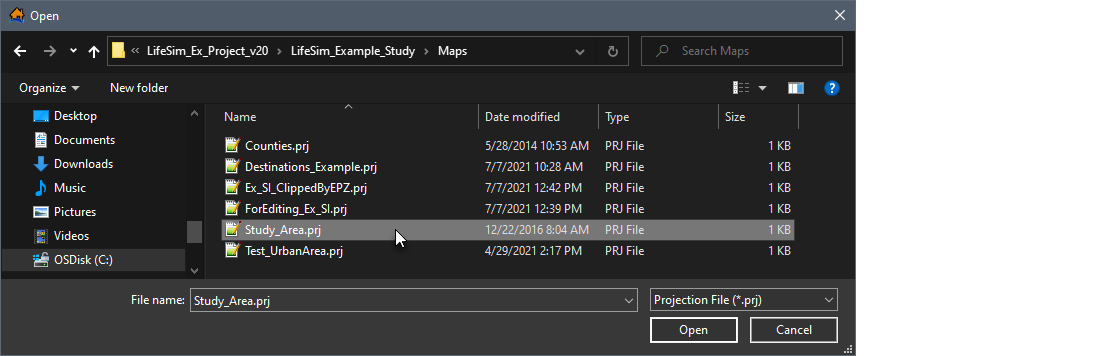 Open
« LifeSim_Ex_Project_v20 › LifeSim_Example_Study › Maps
Search Maps
Organize
New folder
?
Desktop
Documents
Downloads
Music
Pictures
Videos
OSDisk (C:)
Name Date modified Type Size
Counties.prj 5/28/2014 10:53 AM PRJ File 1 KB
Destinations_Example.prj 7/7/2021 10:28 AM PRJ File 1 KB
Ex_SI_ClippedByEPZ.prj 7/7/2021 12:42 PM PRJ File 1 KB
ForEditing_Ex_SI.prj 7/7/2021 12:39 PM PRJ File 1 KB
Study_Area.prj 12/22/2016 8:04 AM PRJ File 1 KB
Test_UrbanArea.prj 4/29/2021 2:17 PM PRJ File 1 KB
File name: Study_Area.prj
Projection File (*.prj)
Open
Cancel